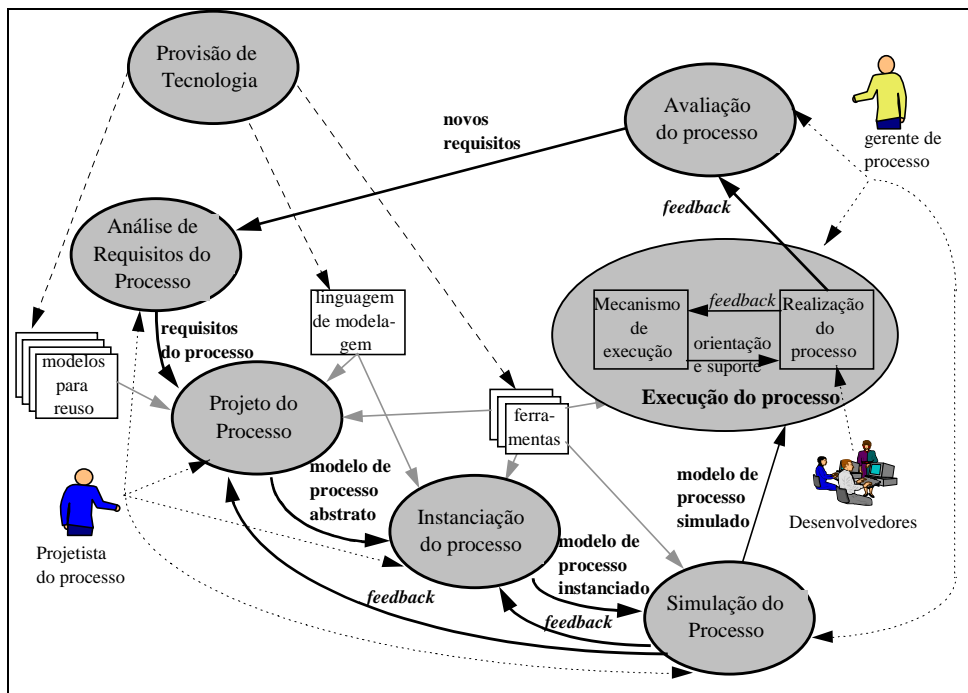 Provisão de
Tecnologia
Avaliação
do processo
gerente de
processo
novos
requisitos
feedback
Análise de
Requisitos do
Processo
linguagem
de modela-
gem
Mecanismo
de
execução
feedback
orientação
e suporte
Realização
do
processo
Execução do processo
requisitos
do processo
modelos
para
reuso
Projeto do
Processo
ferra-
mentas
modelo de
processo
abstrato
modelo de
processo
simulado
Desenvolvedores
Projetista
do processo
Instanciação
do processo
modelo de
processo
instanciado
feedback
feedback
Simulação do
Processo